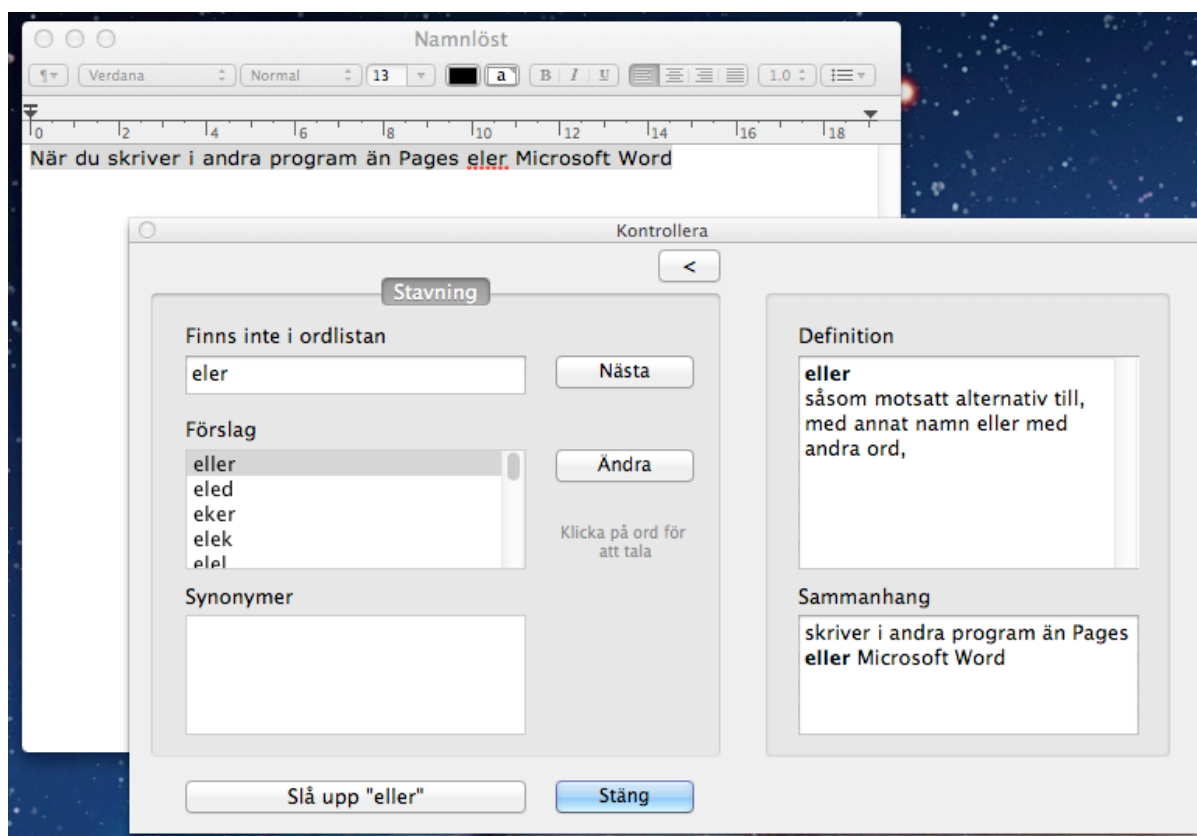 Namnlöst
¶ Verdana Normal 13 a B I U 1.0
0 2 4 6 8 10 12 14 16 18
När du skriver i andra program än Pages eler Microsoft Word
Kontrollera
<
Stavning
Finns inte i ordlistan
eler
Nästa
Förslag
eller
eled
eker
elek
elel
Ändra
Klicka på ord för
att tala
Synonymer
Slå upp "eller"
Stäng
Definition
eller
såsom motsatt alternativ till,
med annat namn eller med
andra ord,
Sammanhang
skriver i andra program än Pages
eller Microsoft Word